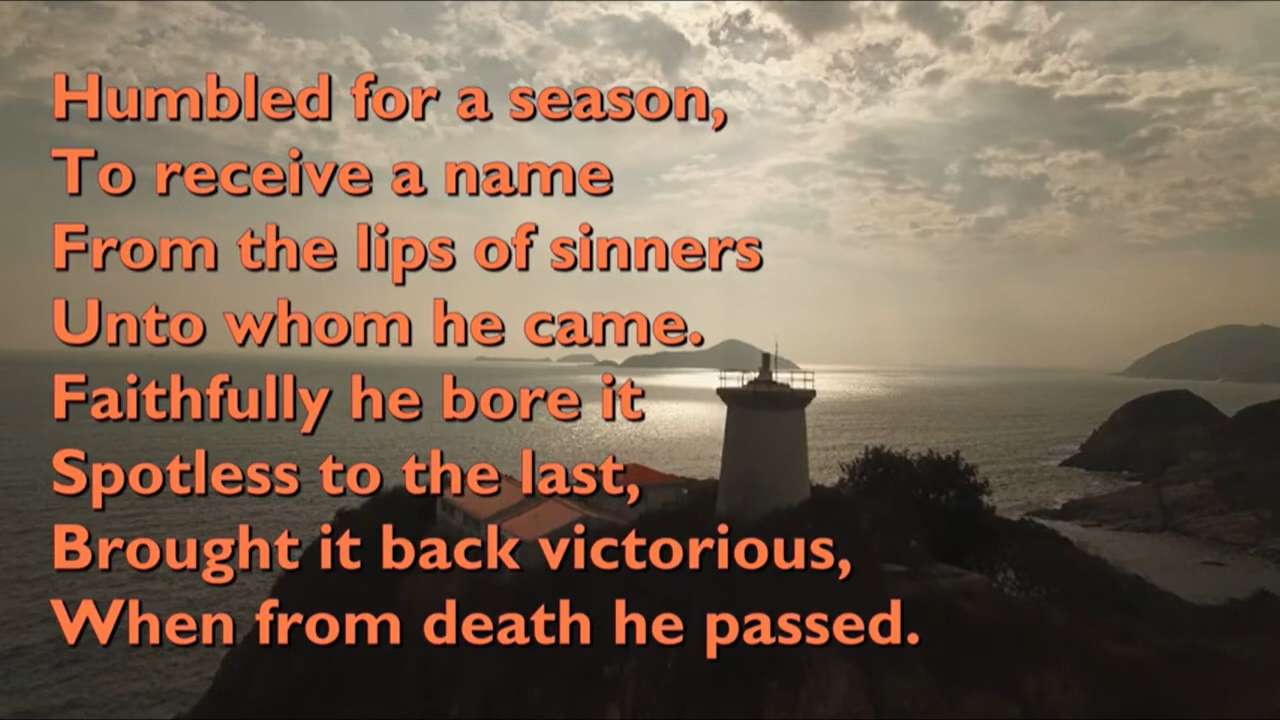 Humbled for a season,
To receive a name
From the lips of sinners
Unto whom he came.
Faithfully he bore it
Spotless to the last,
Brought it back victorious,
When from death he passed.